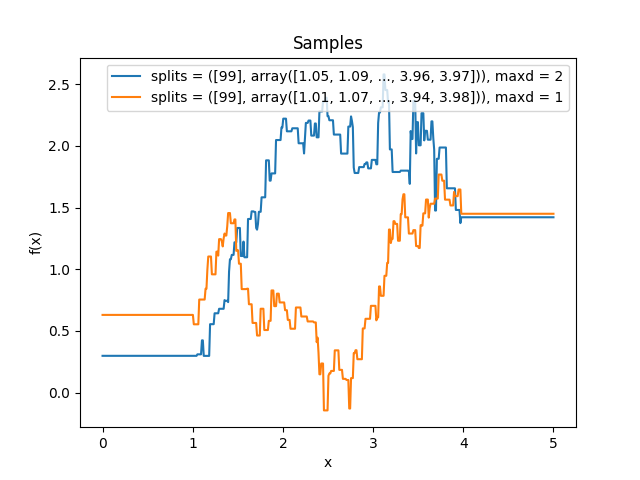 Samples
splits = ([99], array([1.05, 1.09, ..., 3.96, 3.97])), maxd = 2
splits = ([99], array([1.01, 1.07, ..., 3.94, 3.98])), maxd = 1
2.5
2.0
1.5
1.0
0.5
0.0
f(x)
0 1 2 3 4 5
x